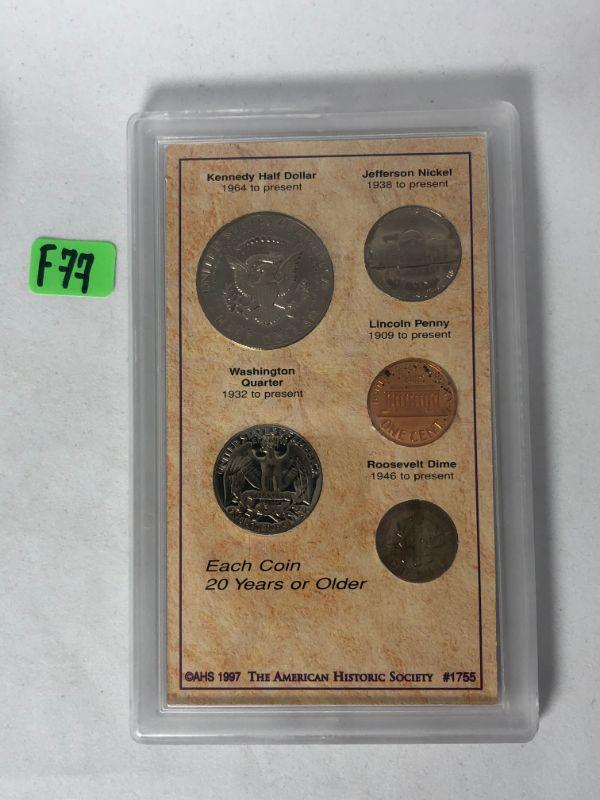 F77
Kennedy Half Dollar
1964 to present
Jefferson Nickel
1938 to present
Lincoln Penny
1909 to present
ONE CENT
Washington
Quarter
1932 to present
Roosevelt Dime
1946 to present
Each Coin
20 Years or Older
©AHS 1997 THE AMERICAN HISTORIC SOCIETY #1755